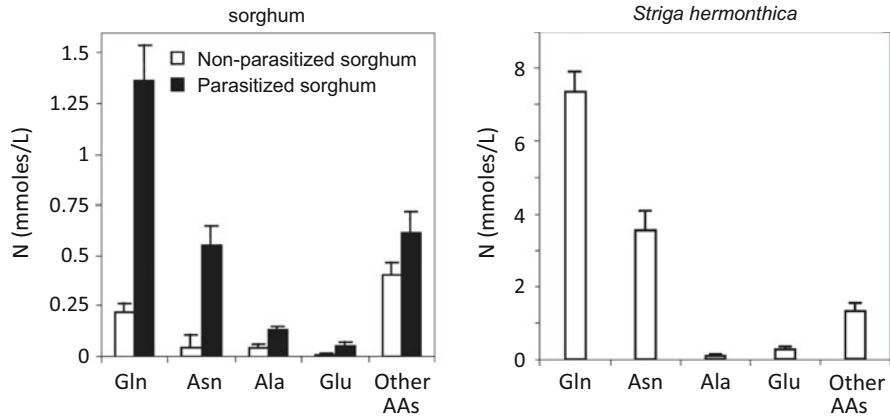 sorghum
N (mmoles/L)
1.5
1.25
1
0.75
0.5
0.25
0
Non-parasitized sorghum
Parasitized sorghum
Gln Asn Ala Glu Other
AAs
Striga hermonthica
N (mmoles/L)
8
6
4
2
0
Gln Asn Ala Glu Other
AAs